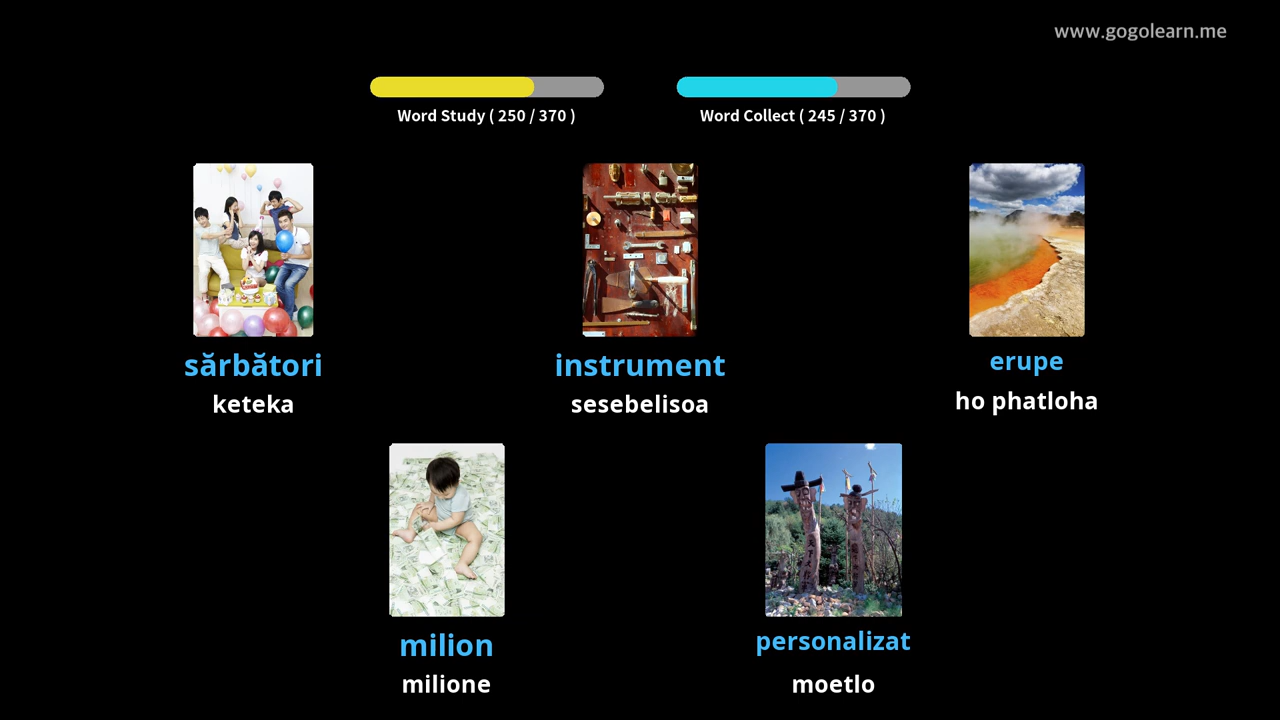 www.gogolearn.me
Word Study ( 250 / 370 )
Word Collect ( 245 / 370 )
sărbători
keteka
instrument
sesebelisoa
erupe
ho phatloha
milion
milione
personalizat
moetlo